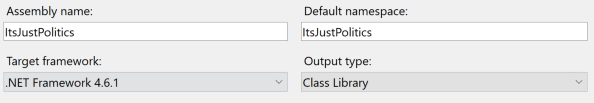 Assembly name:
Default namespace:
ItsJustPolitics
ItsJustPolitics
Target framework:
Output type:
.NET Framework 4.6.1
Class Library